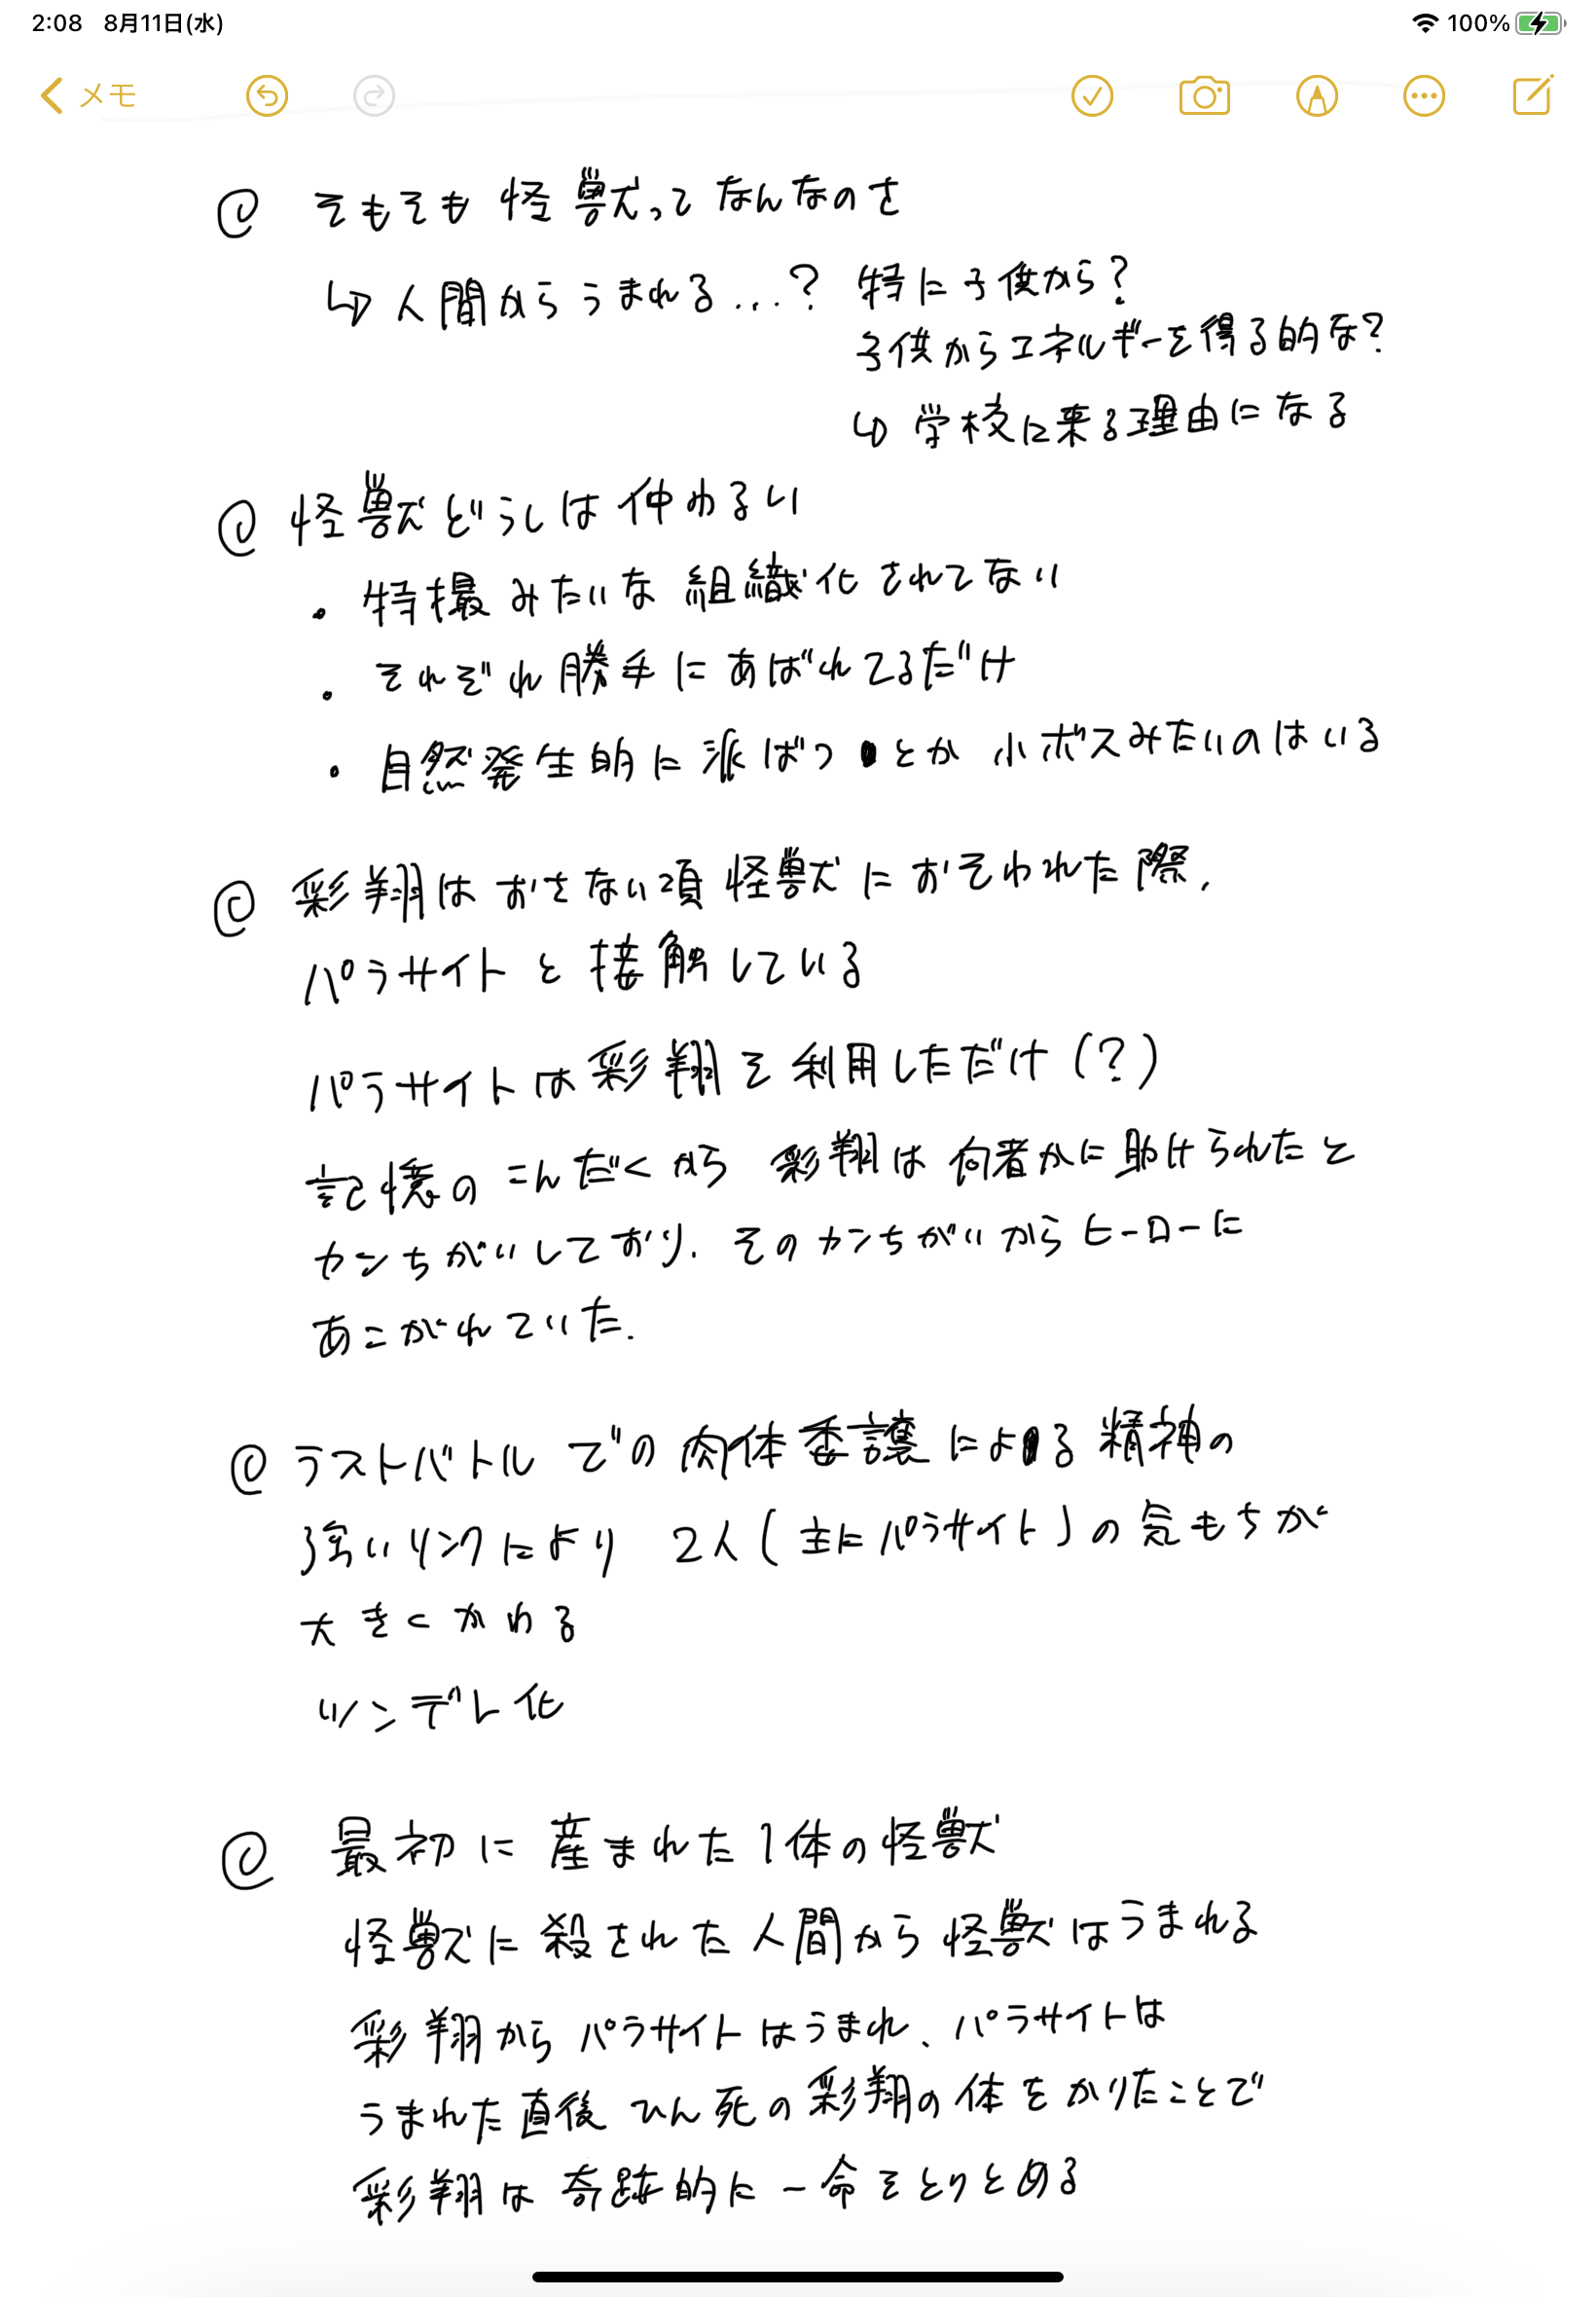 2:08 8月11日(水) 100%
メモ
@ そもそも怪獣ってなんなのさ
↳ 人間からうまれる…? 特に子供から?
子供からエネルギーを得る的な?
↳ 学校に来る理由になる
@ 怪獣どうしは仲わるい
・特撮みたいな組織化されてない
・それぞれ勝手にあばれてるだけ
・自然発生的に派ばつとか小ボスみたいのはいる
@ 彩翔はおさない項怪獣におそわれた際、
パラサイトと接触している
パラサイトは彩翔を利用しただけ(?)
記憶のこんだくから彩翔は何者かに助けられたと
カンちがいしており、そのカンちがいからヒーローに
あこがれていた.
@ ラストバトルでの肉体委譲による精神の
強いリンクにより 2人(主にパラサイト)の気もちが
大きくかわる
ツンデレ化
@ 最初に産まれた1体の怪獣
怪獣に殺された人間から怪獣はうまれる
彩翔からパラサイトはうまれ、パラサイトは
うまれた直後ひん死の彩翔の体をかりたことで
彩翔は奇跡的に一命をとりとめる